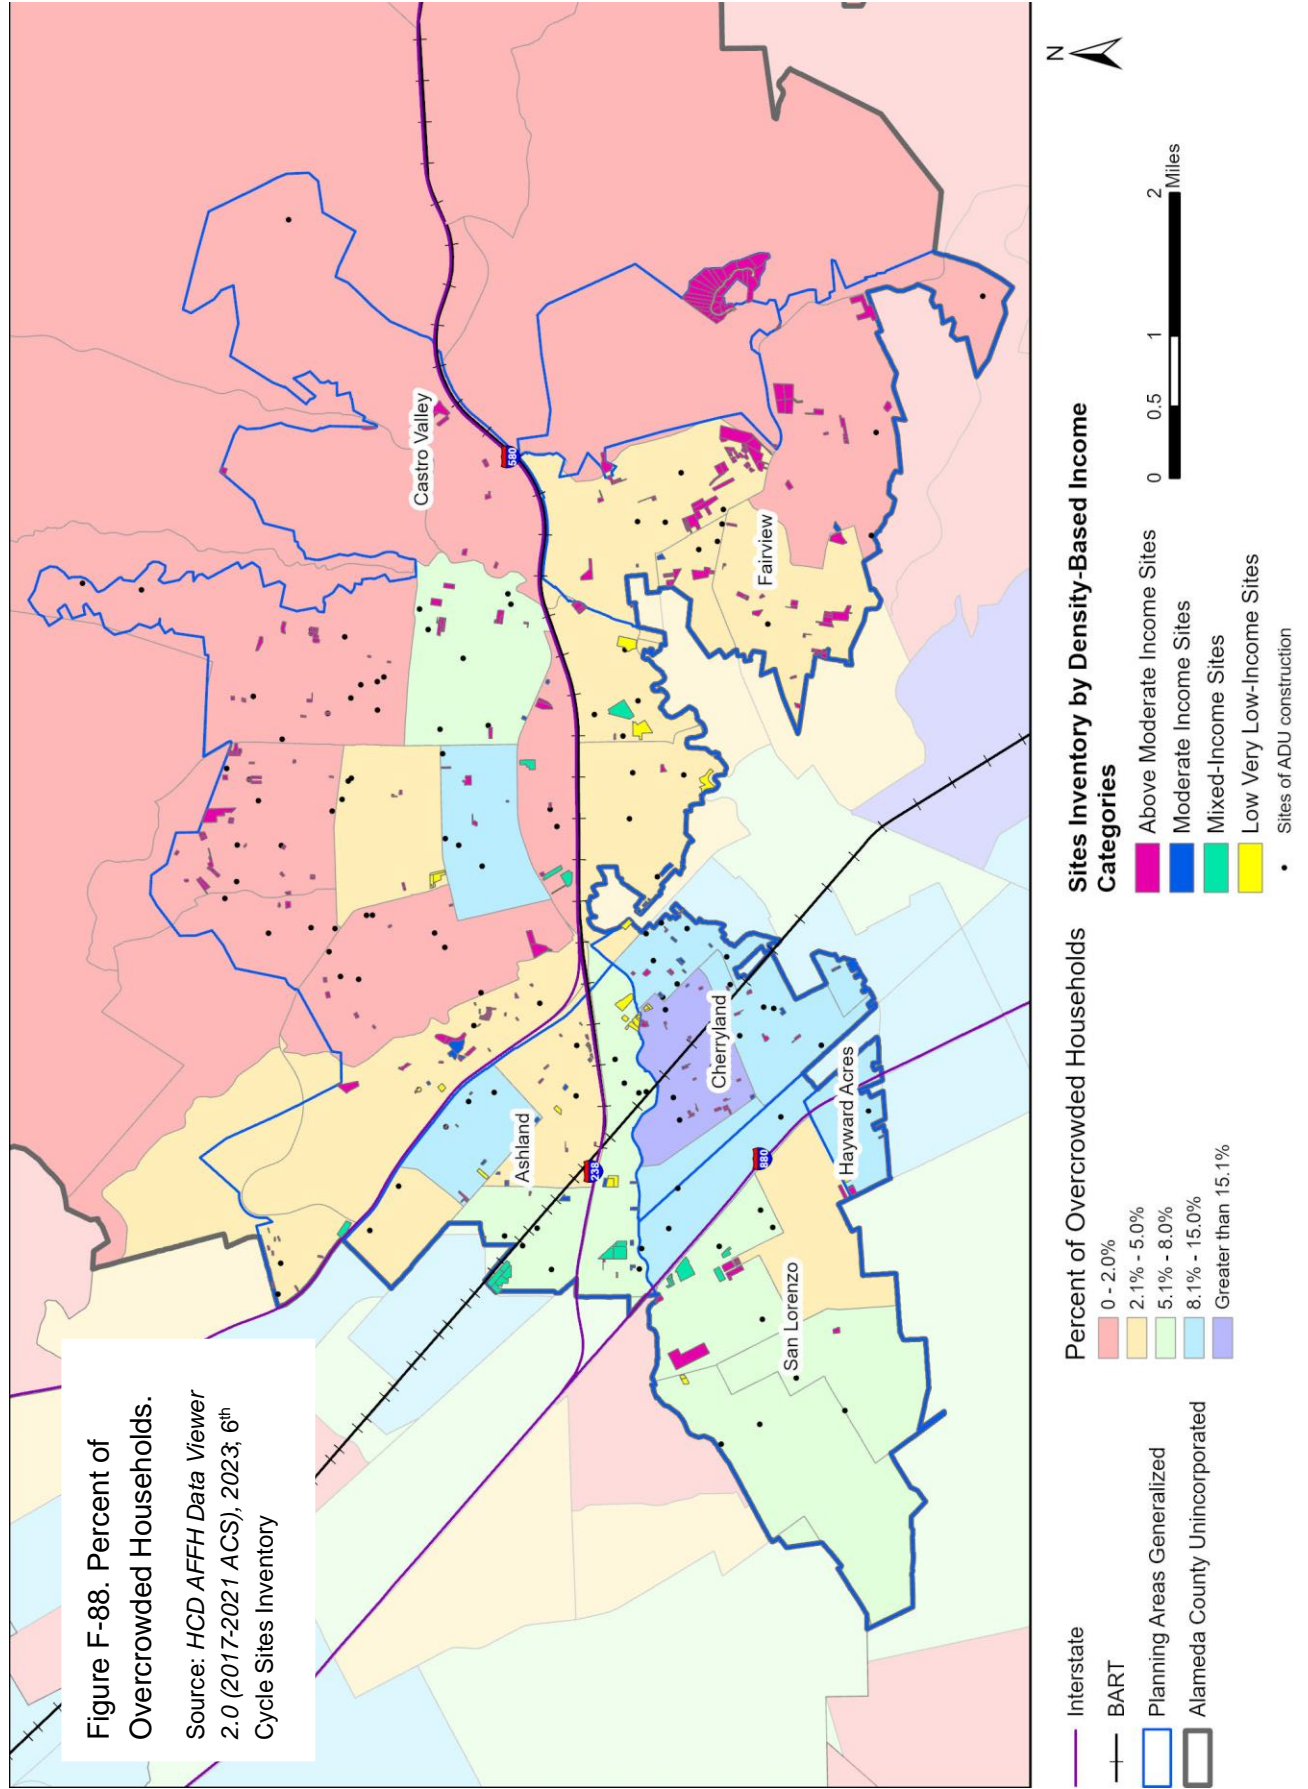 Figure F-88. Percent of
Overcrowded Households.
Source: HCD AFFH Data Viewer
2.0 (2017-2021 ACS), 2023; 6th
Cycle Sites Inventory
Castro Valley
580
Fairview
Ashland
238
Cherryland
880
Hayward Acres
San Lorenzo
Interstate
BART
Planning Areas Generalized
Alameda County Unincorporated
Percent of Overcrowded Households
0 - 2.0%
2.1% - 5.0%
5.1% - 8.0%
8.1% - 15.0%
Greater than 15.1%
Sites Inventory by Density-Based Income
Categories
Above Moderate Income Sites
Moderate Income Sites
Mixed-Income Sites
Low Very Low-Income Sites
Sites of ADU construction
0 0.5 1 2
Miles
N